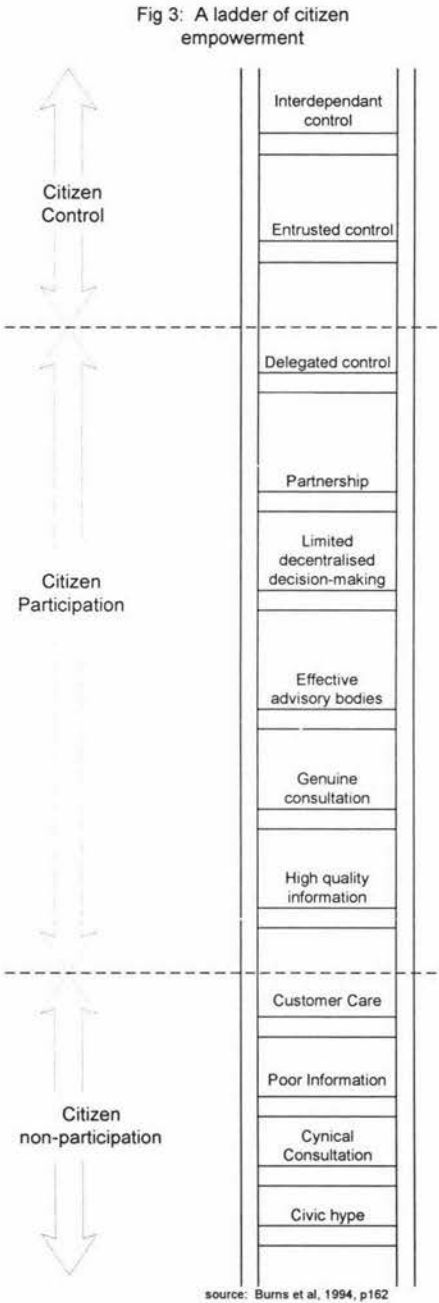 Fig 3: A ladder of citizen
empowerment
Interdependant
control
Citizen
Control
Entrusted control
Delegated control
Partnership
Limited
decentralised
decision-making
Citizen
Participation
Effective
advisory bodies
Genuine
consultation
High quality
information
Customer Care
Poor Information
Citizen
non-participation
Cynical
Consultation
Civic hype
source: Burns et al, 1994, p162